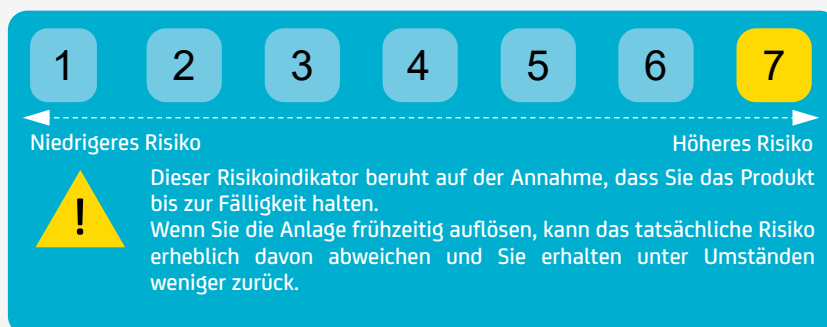 1 2 3 4 5 6 7
Niedrigeres Risiko Höheres Risiko
!
Dieser Risikoindikator beruht auf der Annahme, dass Sie das Produkt
bis zur Fälligkeit halten.
Wenn Sie die Anlage frühzeitig auflösen, kann das tatsächliche Risiko
erheblich davon abweichen und Sie erhalten unter Umständen
weniger zurück.